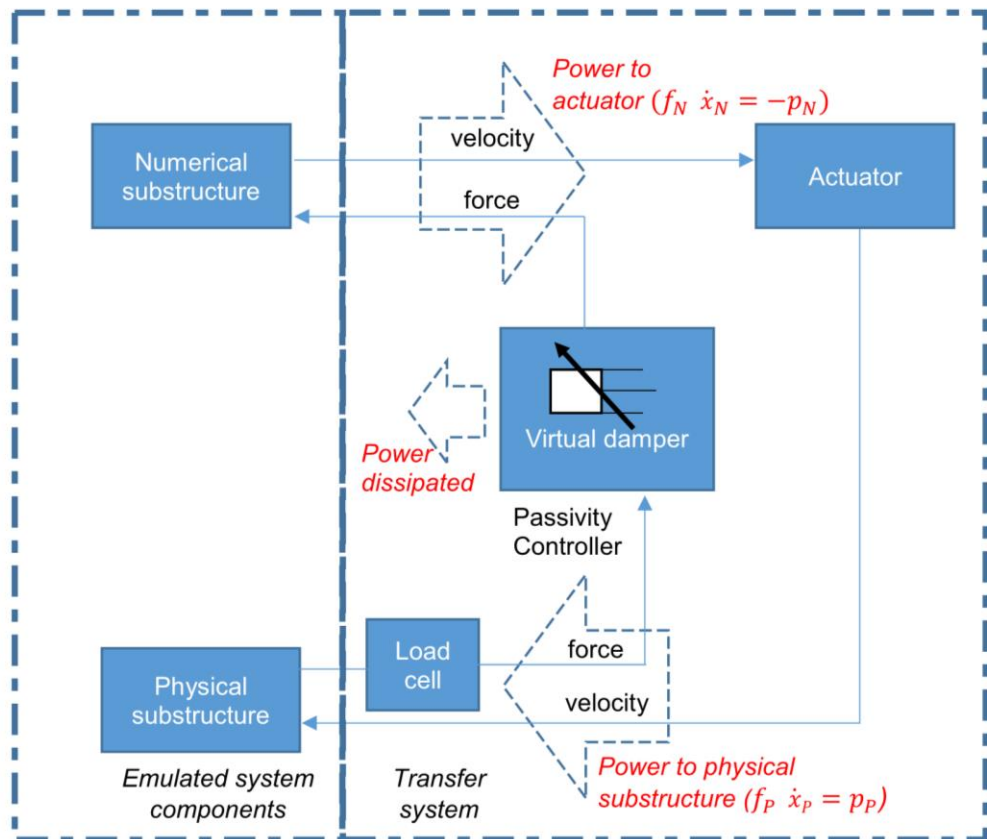 Power to
actuator (f_N ẋ_N = −p_N)
velocity
Numerical
substructure
Actuator
force
Virtual damper
Power
dissipated
Passivity
Controller
Load
cell
force
Physical
substructure
velocity
Emulated system
components
Transfer
system
Power to physical
substructure (f_P ẋ_P = p_P)